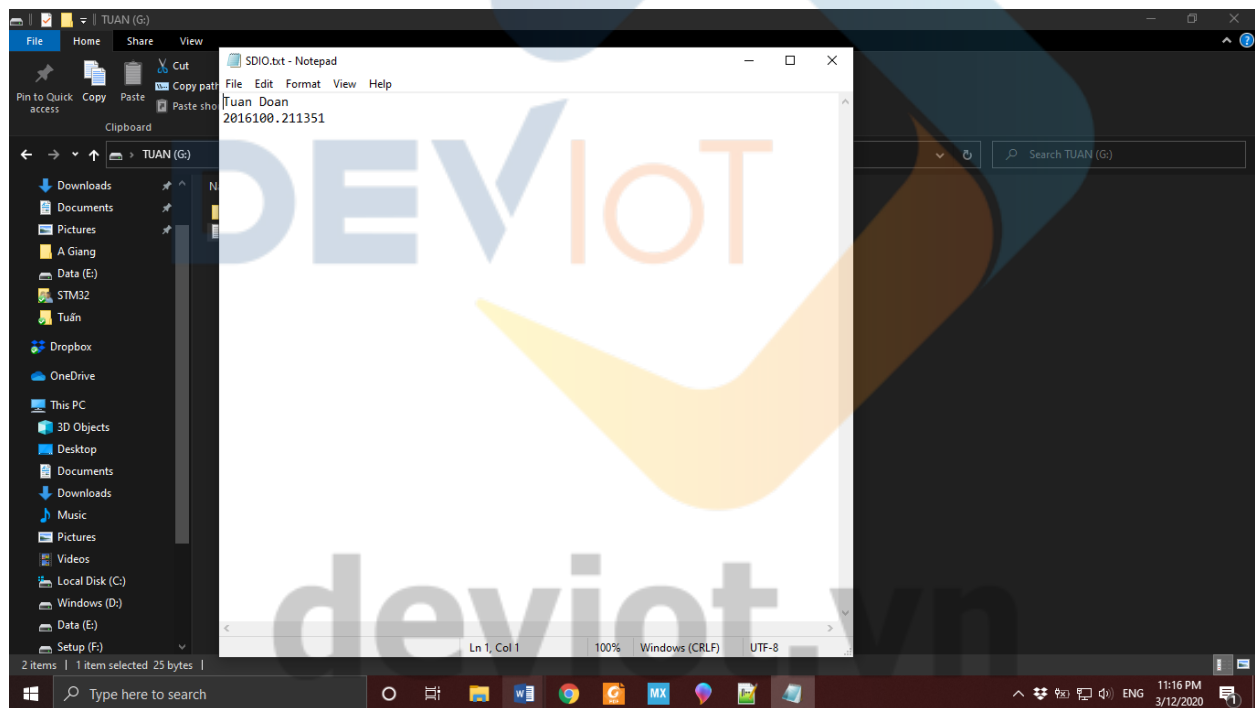 TUAN (G:)
File Home Share View
Pin to Quick access
Copy
Paste
Cut
Copy path
Paste sho
Clipboard
SDIO.txt - Notepad
File Edit Format View Help
Tuan Doan
2016100.211351
Ln 1, Col 1 100% Windows (CRLF) UTF-8
TUAN (G:)
Search TUAN (G:)
N
Downloads
Documents
Pictures
A Giang
Data (E:)
STM32
Tuấn
Dropbox
OneDrive
This PC
3D Objects
Desktop
Documents
Downloads
Music
Pictures
Videos
Local Disk (C:)
Windows (D:)
Data (E:)
Setup (F:)
2 items 1 item selected 25 bytes
DEVIoT
deviot.vn
Type here to search
W
MX
ENG
11:16 PM
3/12/2020
1